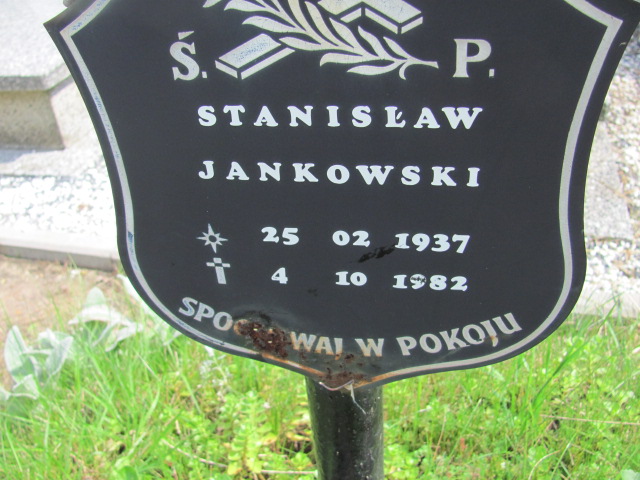 Ś. P.
STANISŁAW
JANKOWSKI
25 02 1937
4 10 1982
W POKOJU